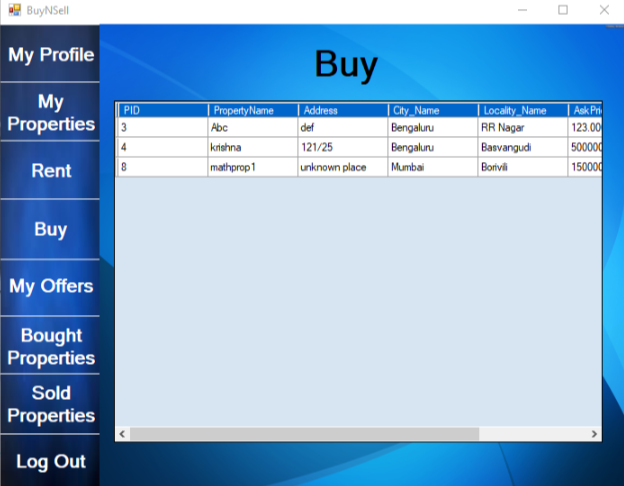 BuyNSell
My Profile
My
Properties
Rent
Buy
My Offers
Bought
Properties
Sold
Properties
Log Out
Buy
PID PropertyName Address City_Name Locality_Name AskPri
3 Abc def Bengaluru RR Nagar 123.00
4 krishna 121/25 Bengaluru Basvangudi 500000
8 mathprop1 unknown place Mumbai Borivili 150000